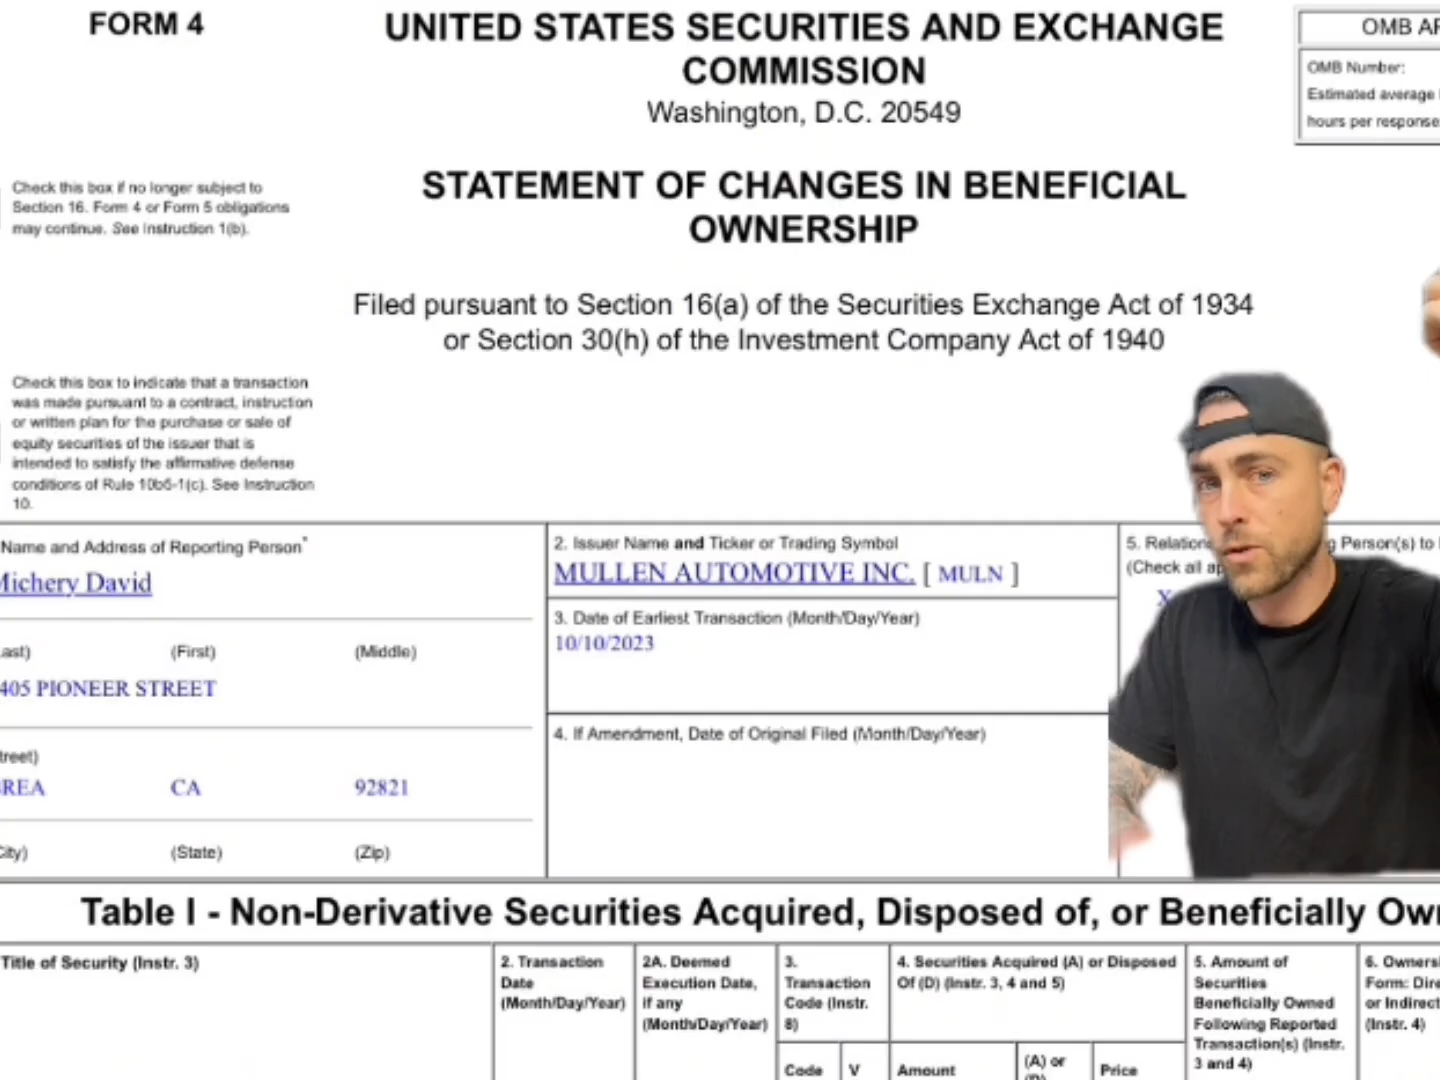 FORM 4
UNITED STATES SECURITIES AND EXCHANGE
COMMISSION
Washington, D.C. 20549
OMB
OMB Number:
Estimated average
hours per response
STATEMENT OF CHANGES IN BENEFICIAL
OWNERSHIP
Check this box if no longer subject to
Section 16. Form 4 or Form 5 obligations
may continue. See Instruction 1(b).
Filed pursuant to Section 16(a) of the Securities Exchange Act of 1934
or Section 30(h) of the Investment Company Act of 1940
Check this box to indicate that a transaction
was made pursuant to a contract, instruction
or written plan for the purchase or sale of
equity securities of the issuer that is
intended to satisfy the affirmative defense
conditions of Rule 10b5-1(c). See Instruction
10.
Name and Address of Reporting Person*
Michery David
(First) (Middle)
405 PIONEER STREET
CA 92821
(State) (Zip)
2. Issuer Name and Ticker or Trading Symbol
MULLEN AUTOMOTIVE INC. [ MULN ]
3. Date of Earliest Transaction (Month/Day/Year)
10/10/2023
4. If Amendment, Date of Original Filed (Month/Day/Year)
5. Person(s) to
(Check all
X
Table I - Non-Derivative Securities Acquired, Disposed of, or Beneficially
Title of Security (Instr. 3)
2. Transaction
Date
(Month/Day/Year)
2A. Deemed
Execution Date,
if any
(Month/Day/Year)
3.
Transaction
Code (Instr.
8)
4. Securities Acquired (A) or Disposed
Of (D) (Instr. 3, 4 and 5)
5. Amount of
Securities
Beneficially Owned
Following Reported
Transaction(s) (Instr.
3 and 4)
6.
Form:
or Indirect
(Instr. 4)
Code V Amount (A) or Price